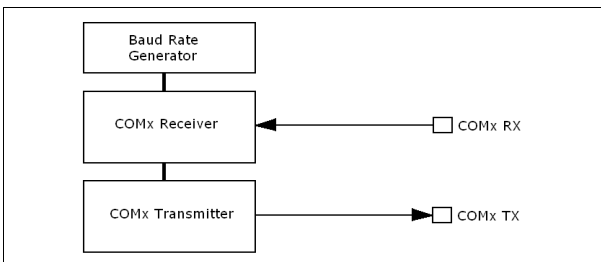 Baud Rate
Generator
COMx Receiver
COMx RX
COMx Transmitter
COMx TX